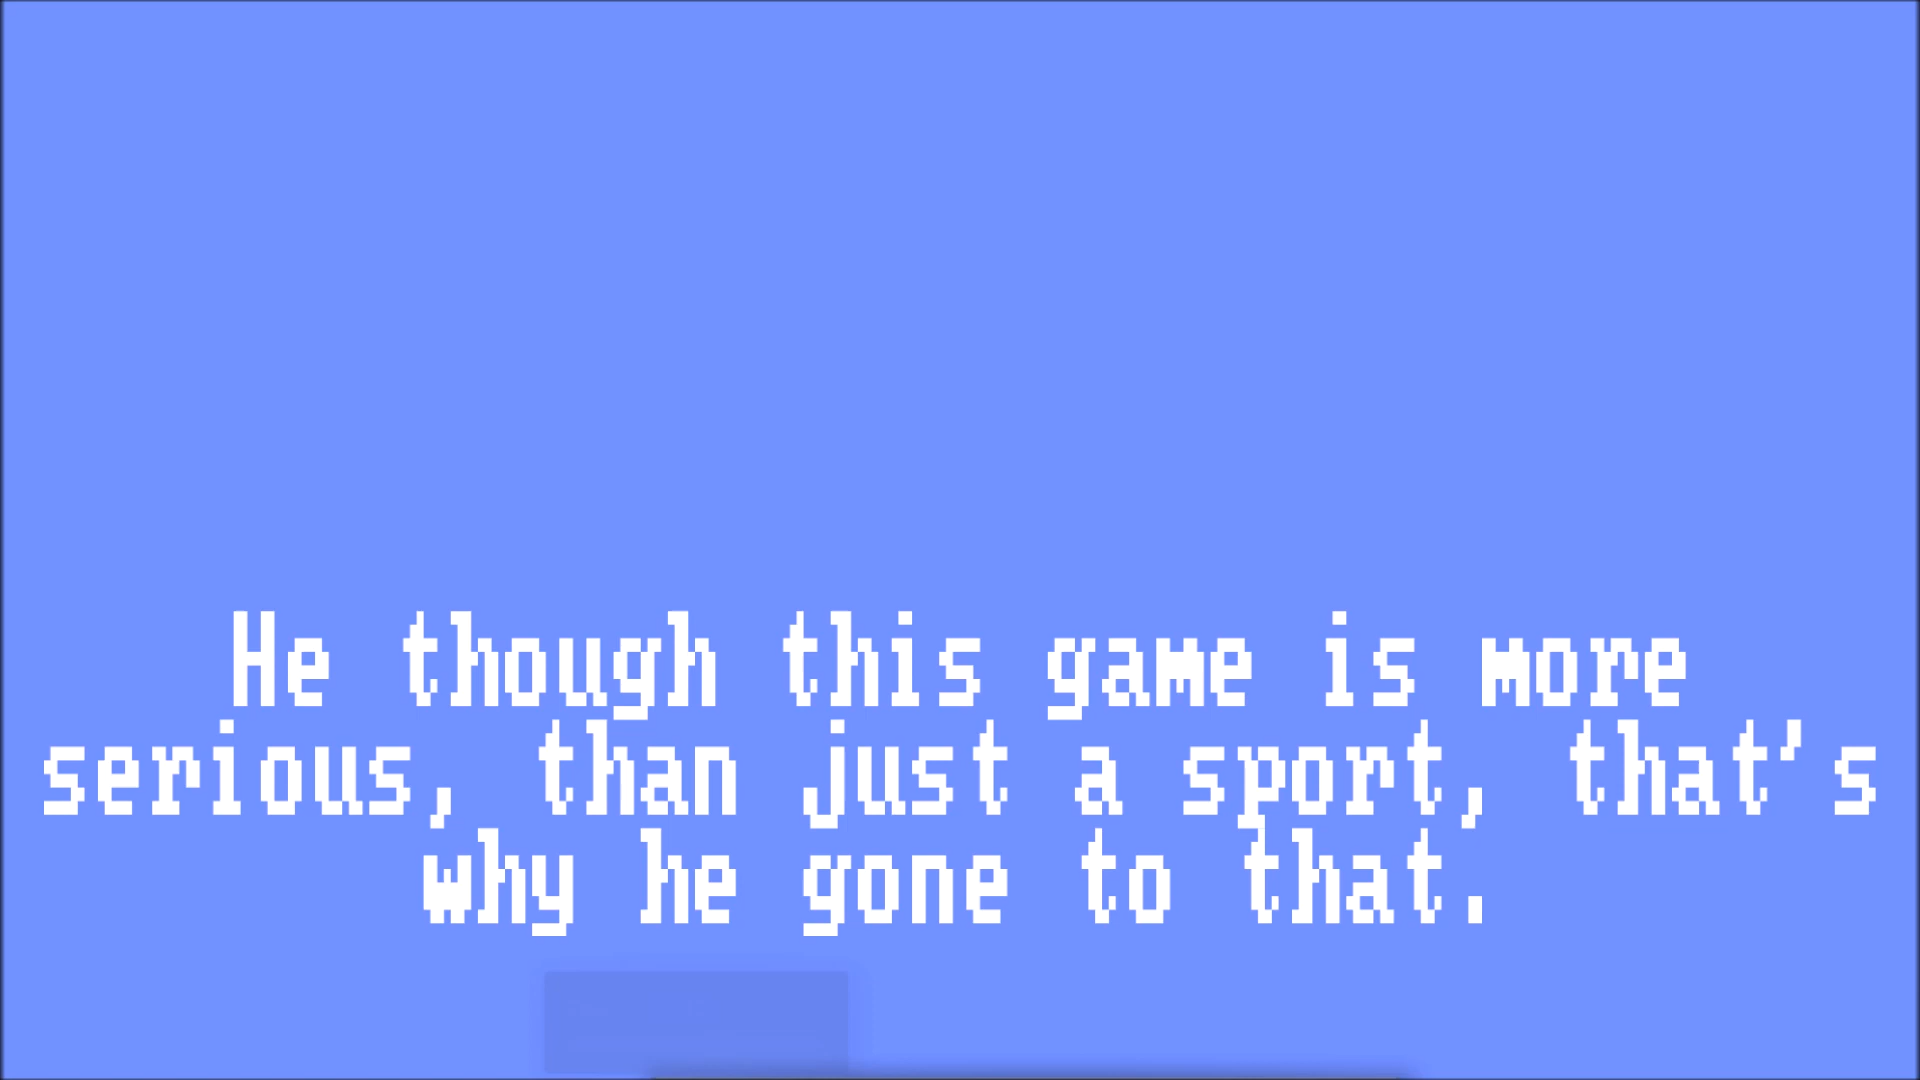 He though this game is more
serious, than just a sport, that's
why he gone to that.